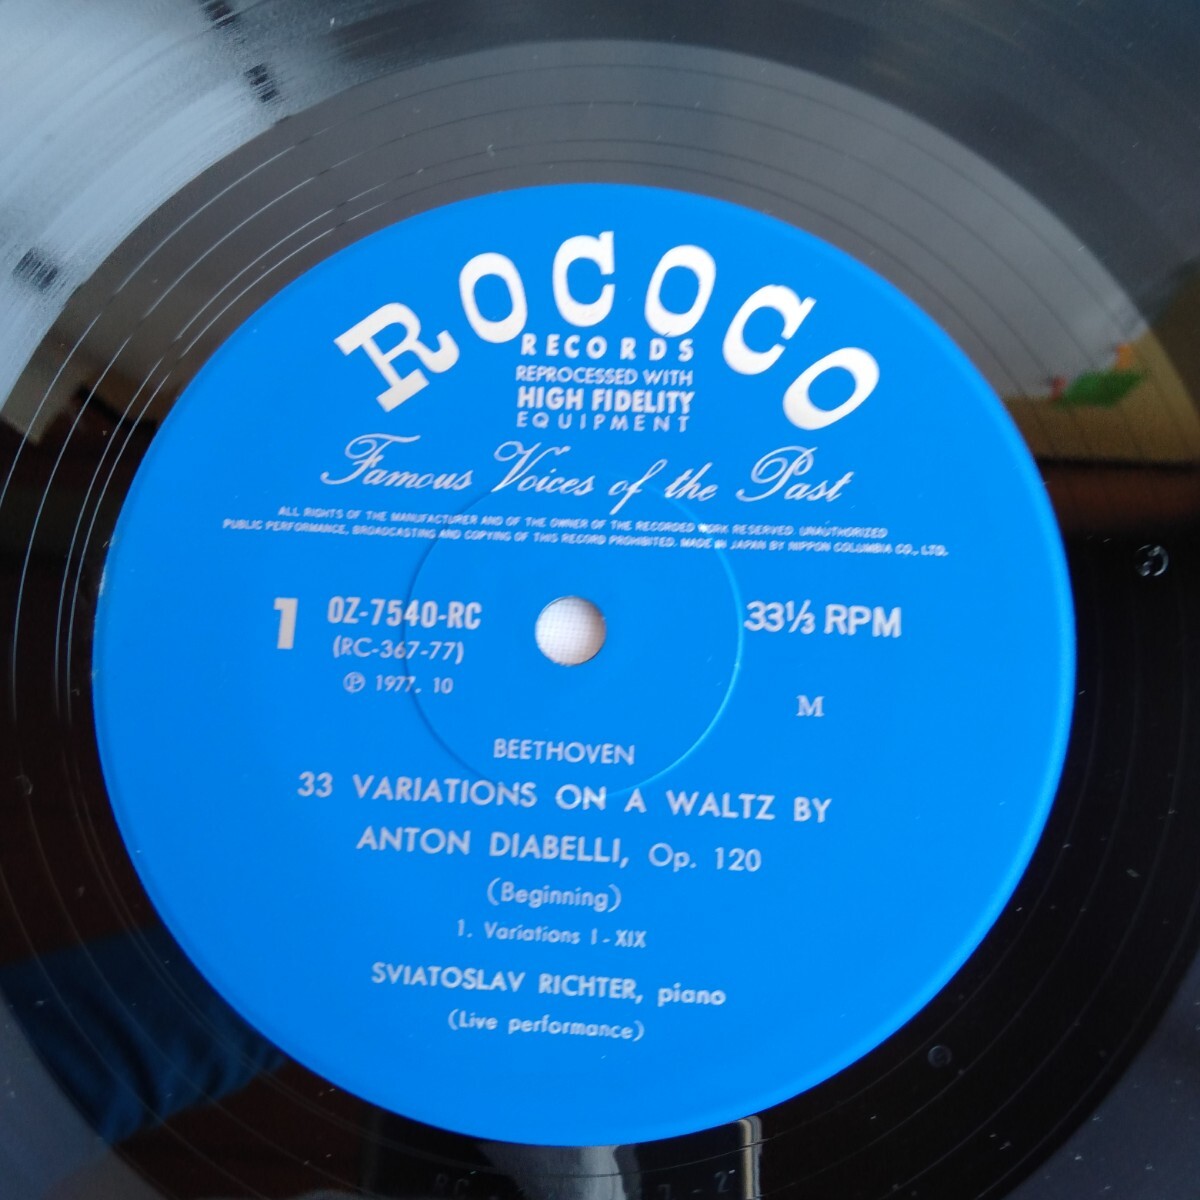 ROCOCO
RECORDS
REPROCESSED WITH
HIGH FIDELITY
EQUIPMENT
Famous Voices of the Past
ALL RIGHTS OF THE MANUFACTURER AND OF THE OWNER OF THE RECORDED WORK RESERVED. UNAUTHORIZED
PUBLIC PERFORMANCE, BROADCASTING AND COPYING OF THIS RECORD PROHIBITED. MADE IN JAPAN BY NIPPON COLUMBIA CO., LTD.
1 OZ-7540-RC 33⅓ RPM
(RC-367-77)
Ⓟ 1977. 10
M
BEETHOVEN
33 VARIATIONS ON A WALTZ BY
ANTON DIABELLI, Op. 120
(Beginning)
1. Variations I-XIX
SVIATOSLAV RICHTER, piano
(Live performance)